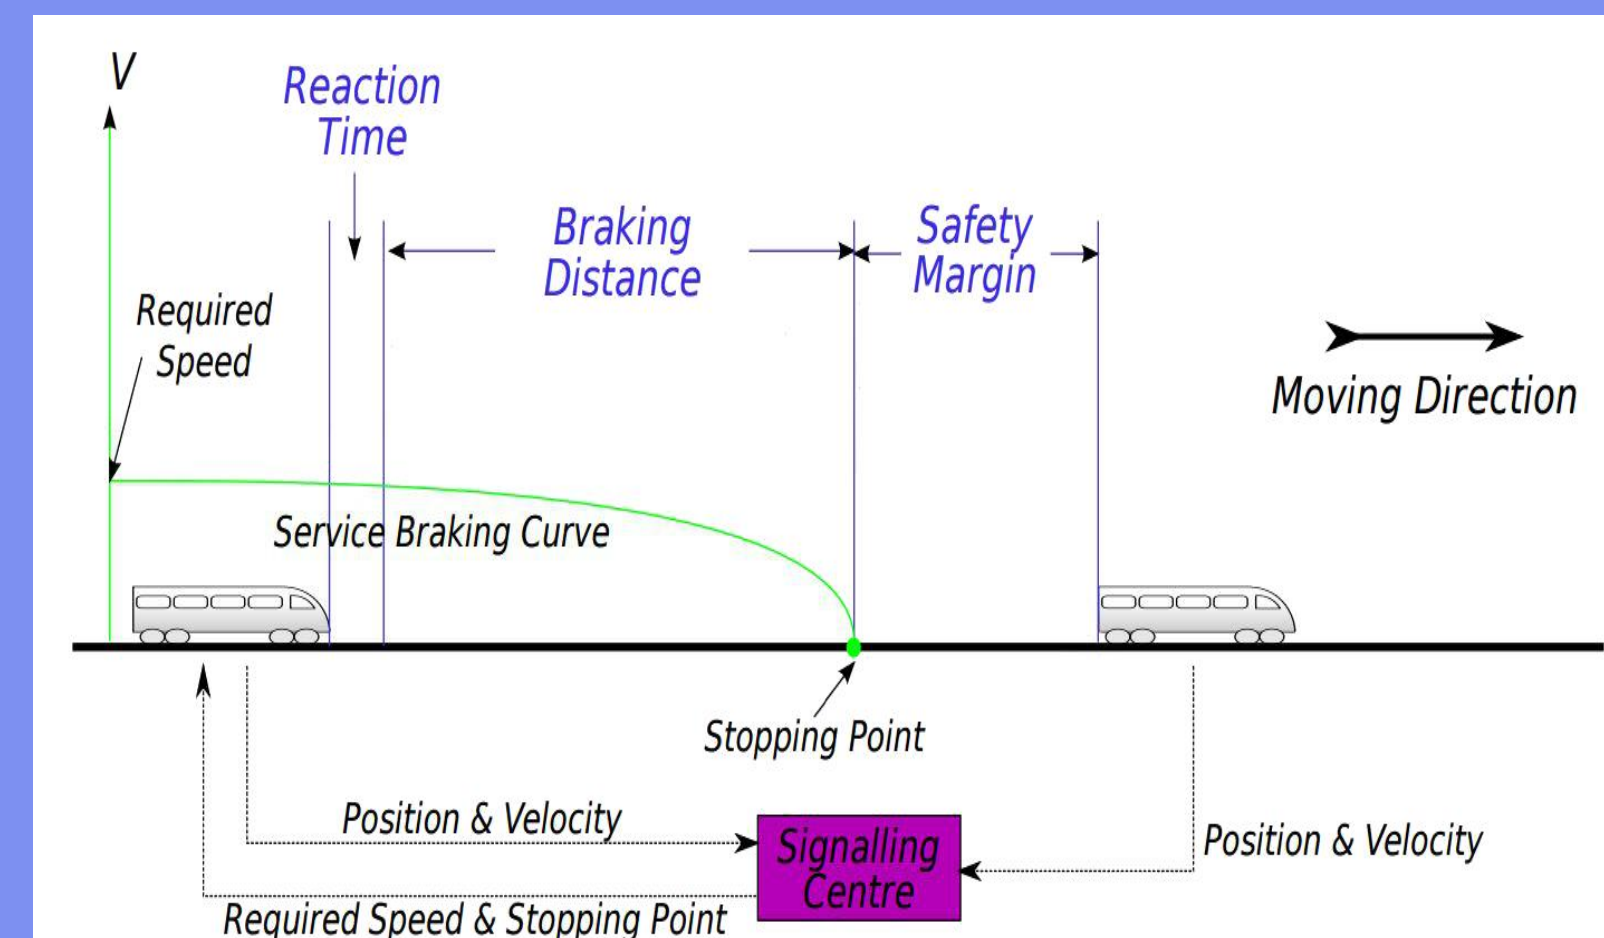 V
Reaction
Time
Braking
Distance
Safety
Margin
Required
Speed
Moving Direction
Service Braking Curve
Stopping Point
Position & Velocity
Signalling
Centre
Position & Velocity
Required Speed & Stopping Point